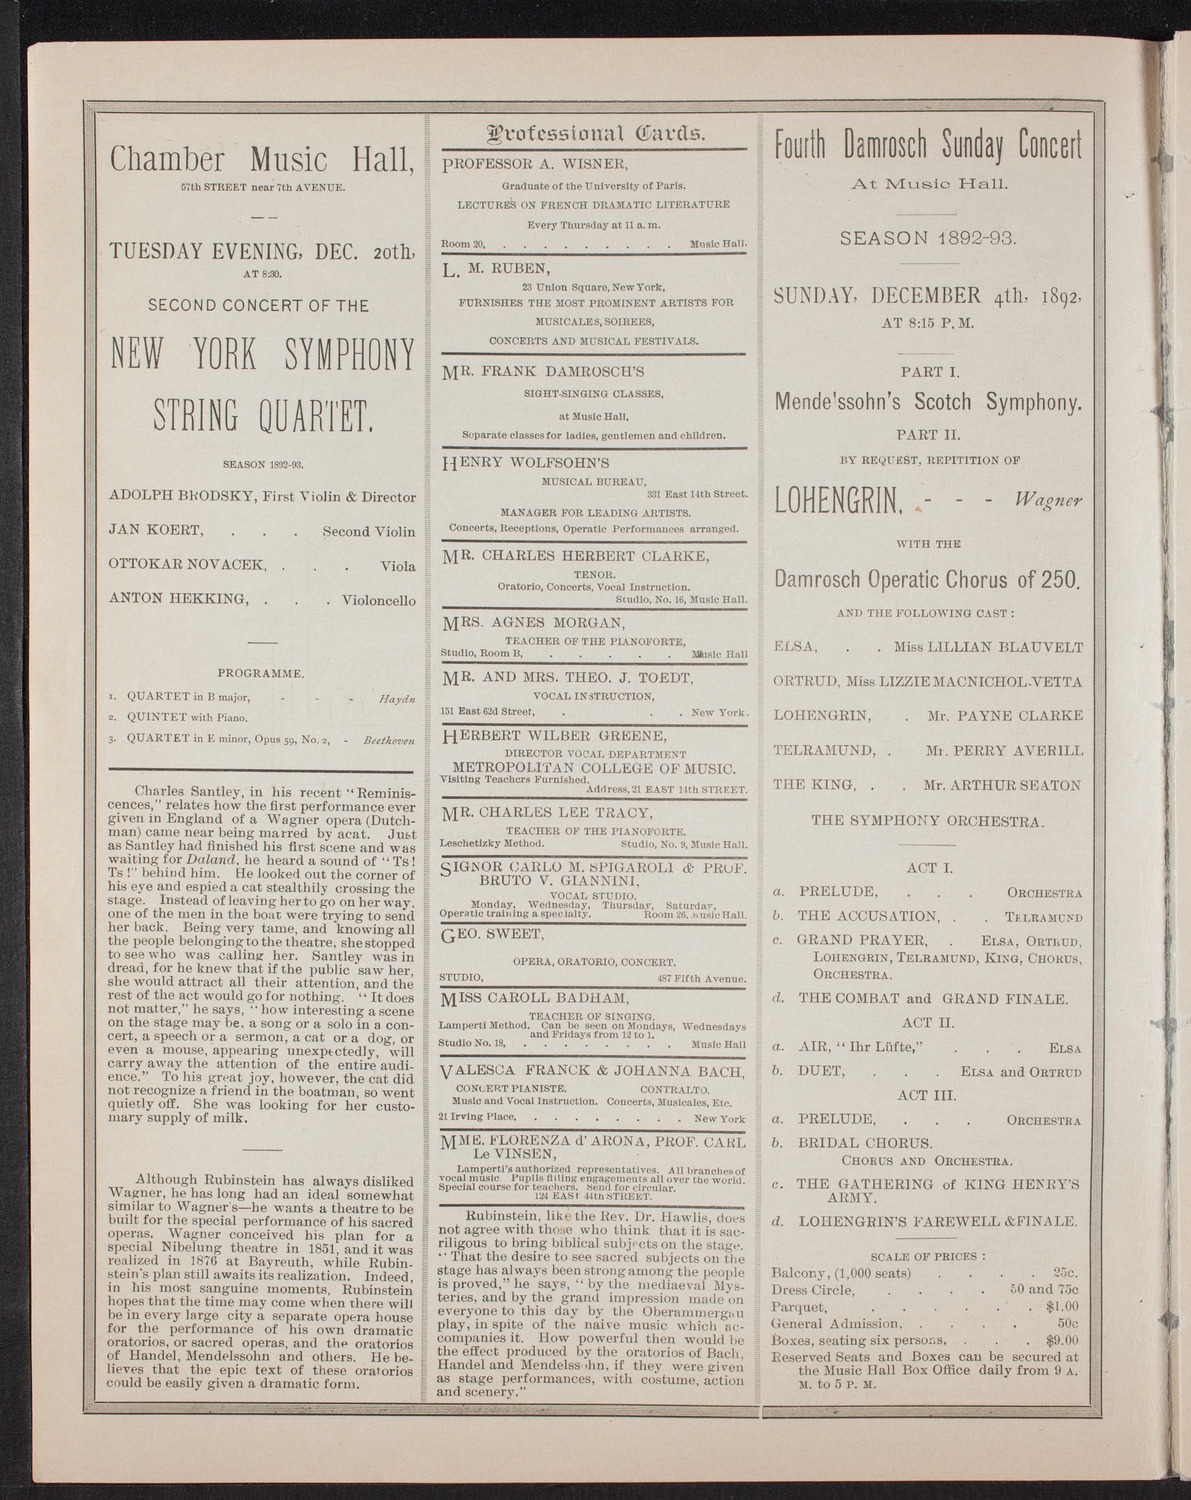 Chamber Music Hall,
57th STREET near 7th AVENUE.
TUESDAY EVENING, DEC. 20th,
AT 8:30.
SECOND CONCERT OF THE
NEW YORK SYMPHONY
STRING QUARTET.
SEASON 1892-93.
ADOLPH BRODSKY, First Violin & Director
JAN KOERT, . . . Second Violin
OTTOKAR NOVACEK, . . . Viola
ANTON HEKKING, . . . Violoncello
PROGRAMME.
1. QUARTET in B major, - - - Haydn
2. QUINTET with Piano.
3. QUARTET in E minor, Opus 59, No. 2, - Beethoven
Charles Santley, in his recent "Reminis-
cences," relates how the first performance ever
given in England of a Wagner opera (Dutch-
man) came near being marred by acat. Just
as Santley had finished his first scene and was
waiting for Daland, he heard a sound of "Ts!
Ts!" behind him. He looked out the corner of
his eye and espied a cat stealthily crossing the
stage. Instead of leaving her to go on her way,
one of the men in the boat were trying to send
her back. Being very tame, and knowing all
the people belonging to the theatre, she stopped
to see who was calling her. Santley was in
dread, for he knew that if the public saw her,
she would attract all their attention, and the
rest of the act would go for nothing. "It does
not matter," he says, "how interesting a scene
on the stage may be, a song or a solo in a con-
cert, a speech or a sermon, a cat or a dog, or
even a mouse, appearing unexpectedly, will
carry away the attention of the entire audi-
ence." To his great joy, however, the cat did
not recognize a friend in the boatman, so went
quietly off. She was looking for her custo-
mary supply of milk.
Although Rubinstein has always disliked
Wagner, he has long had an ideal somewhat
similar to Wagner's—he wants a theatre to be
built for the special performance of his sacred
operas. Wagner conceived his plan for a
special Nibelung theatre in 1851, and it was
realized in 1876 at Bayreuth, while Rubin-
stein's plan still awaits its realization. Indeed,
in his most sanguine moments, Rubinstein
hopes that the time may come when there will
be in every large city a separate opera house
for the performance of his own dramatic
oratorios, or sacred operas, and the oratorios
of Handel, Mendelssohn and others. He be-
lieves that the epic text of these oratorios
could be easily given a dramatic form.
Professional Cards.
PROFESSOR A. WISNER,
Graduate of the University of Paris.
LECTURES ON FRENCH DRAMATIC LITERATURE
Every Thursday at 11 a. m.
Room 20, . . . . . . . . . Music Hall.
L. M. RUBEN,
23 Union Square, New York,
FURNISHES THE MOST PROMINENT ARTISTS FOR
MUSICALES, SOIREES,
CONCERTS AND MUSICAL FESTIVALS.
MR. FRANK DAMROSCH'S
SIGHT-SINGING CLASSES,
at Music Hall,
Separate classes for ladies, gentlemen and children.
HENRY WOLFSOHN'S
MUSICAL BUREAU,
331 East 14th Street.
MANAGER FOR LEADING ARTISTS.
Concerts, Receptions, Operatic Performances arranged.
MR. CHARLES HERBERT CLARKE,
TENOR.
Oratorio, Concerts, Vocal Instruction.
Studio, No. 16, Music Hall.
MRS. AGNES MORGAN,
TEACHER OF THE PIANOFORTE,
Studio, Room B, . . . . . Music Hall
MR. AND MRS. THEO. J. TOEDT,
VOCAL INSTRUCTION,
151 East 62d Street, . . . New York.
HERBERT WILBER GREENE,
DIRECTOR VOCAL DEPARTMENT
METROPOLITAN COLLEGE OF MUSIC.
Visiting Teachers Furnished.
Address, 21 EAST 14th STREET.
MR. CHARLES LEE TRACY,
TEACHER OF THE PIANOFORTE.
Leschetizky Method. Studio, No. 9, Music Hall.
SIGNOR CARLO M. SPIGAROLI & PROF.
BRUTO V. GIANNINI,
VOCAL STUDIO.
Monday, Wednesday, Thursday, Saturday,
Operatic training a specialty. Room 26, Music Hall.
GEO. SWEET,
OPERA, ORATORIO, CONCERT.
STUDIO, 487 Fifth Avenue.
MISS CAROLL BADHAM,
TEACHER OF SINGING.
Lamperti Method. Can be seen on Mondays, Wednesdays
and Fridays from 12 to 1.
Studio No. 18, . . . . . . . . Music Hall
VALESCA FRANCK & JOHANNA BACH,
CONCERT PIANISTE. CONTRALTO.
Music and Vocal Instruction. Concerts, Musicales, Etc.
21 Irving Place, . . . . . . . . New York
MME. FLORENZA d'ARONA, PROF. CARL
Le VINSEN,
Lamperti's authorized representatives. All branches of
vocal music. Pupils filling engagements all over the world.
Special course for teachers. Send for circular.
124 EAST 44th STREET.
Rubinstein, like the Rev. Dr. Hawlis, does
not agree with those who think that it is sac-
riligous to bring biblical subjects on the stage.
"That the desire to see sacred subjects on the
stage has always been strong among the people
is proved," he says, "by the mediaeval Mys-
teries, and by the grand impression made on
everyone to this day by the Oberammergau
play, in spite of the naive music which ac-
companies it. How powerful then would be
the effect produced by the oratorios of Bach,
Handel and Mendelssohn, if they were given
as stage performances, with costume, action
and scenery."
Fourth Damrosch Sunday Concert
At Music Hall.
SEASON 1892-93.
SUNDAY, DECEMBER 4th, 1892,
AT 8:15 P. M.
PART I.
Mende'ssohn's Scotch Symphony.
PART II.
BY REQUEST, REPITITION OF
LOHENGRIN, - - - Wagner
WITH THE
Damrosch Operatic Chorus of 250.
AND THE FOLLOWING CAST:
ELSA, . . Miss LILLIAN BLAUVELT
ORTRUD, Miss LIZZIE MACNICHOL-VETTA
LOHENGRIN, . Mr. PAYNE CLARKE
TELRAMUND, . Mr. PERRY AVERILL
THE KING, . . Mr. ARTHUR SEATON
THE SYMPHONY ORCHESTRA.
ACT I.
a. PRELUDE, . . . ORCHESTRA
b. THE ACCUSATION, . . TELRAMUND
c. GRAND PRAYER, . ELSA, ORTRUD,
LOHENGRIN, TELRAMUND, KING, CHORUS,
ORCHESTRA.
d. THE COMBAT and GRAND FINALE.
ACT II.
a. AIR, "Ihr Lüfte," . . . ELSA
b. DUET, . . . ELSA and ORTRUD
ACT III.
a. PRELUDE, . . . ORCHESTRA
b. BRIDAL CHORUS.
CHORUS AND ORCHESTRA.
c. THE GATHERING of KING HENRY'S
ARMY.
d. LOHENGRIN'S FAREWELL & FINALE.
SCALE OF PRICES:
Balcony, (1,000 seats) . . . . 25c.
Dress Circle, . . . . 50 and 75c
Parquet, . . . . . . $1.00
General Admission, . . . . 50c
Boxes, seating six persons, . . . $9.00
Reserved Seats and Boxes can be secured at
the Music Hall Box Office daily from 9 A.
M. to 5 P. M.